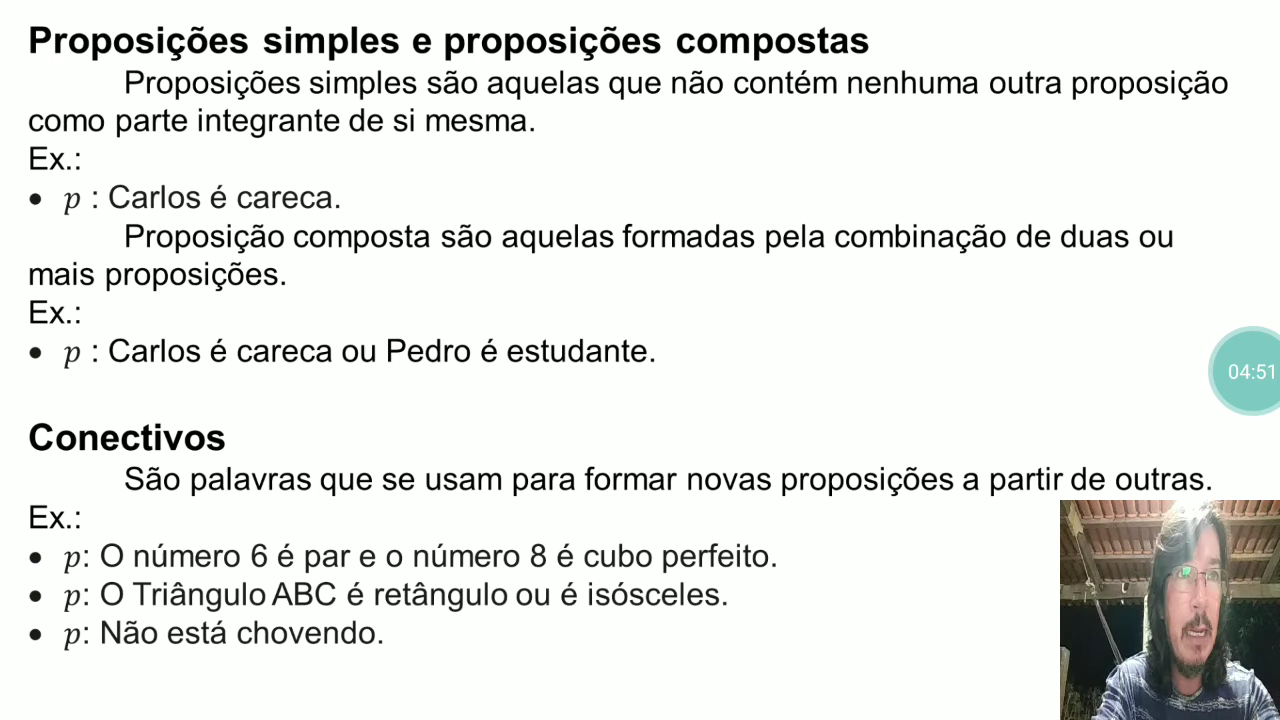 Proposições simples e proposições compostas
Proposições simples são aquelas que não contém nenhuma outra proposição
como parte integrante de si mesma.
Ex.:
• p : Carlos é careca.
Proposição composta são aquelas formadas pela combinação de duas ou
mais proposições.
Ex.:
• p : Carlos é careca ou Pedro é estudante.
04:51
Conectivos
São palavras que se usam para formar novas proposições a partir de outras.
Ex.:
• p: O número 6 é par e o número 8 é cubo perfeito.
• p: O Triângulo ABC é retângulo ou é isósceles.
• p: Não está chovendo.